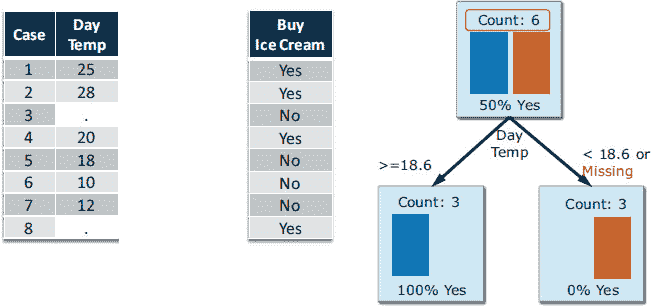 Case Day Temp
1 25
2 28
3 .
4 20
5 18
6 10
7 12
8 .
Buy
Ice Cream
Yes
Yes
No
Yes
No
No
No
Yes
Count: 6
50% Yes
Day
Temp
>=18.6
< 18.6 or
Missing
Count: 3
100% Yes
Count: 3
0% Yes